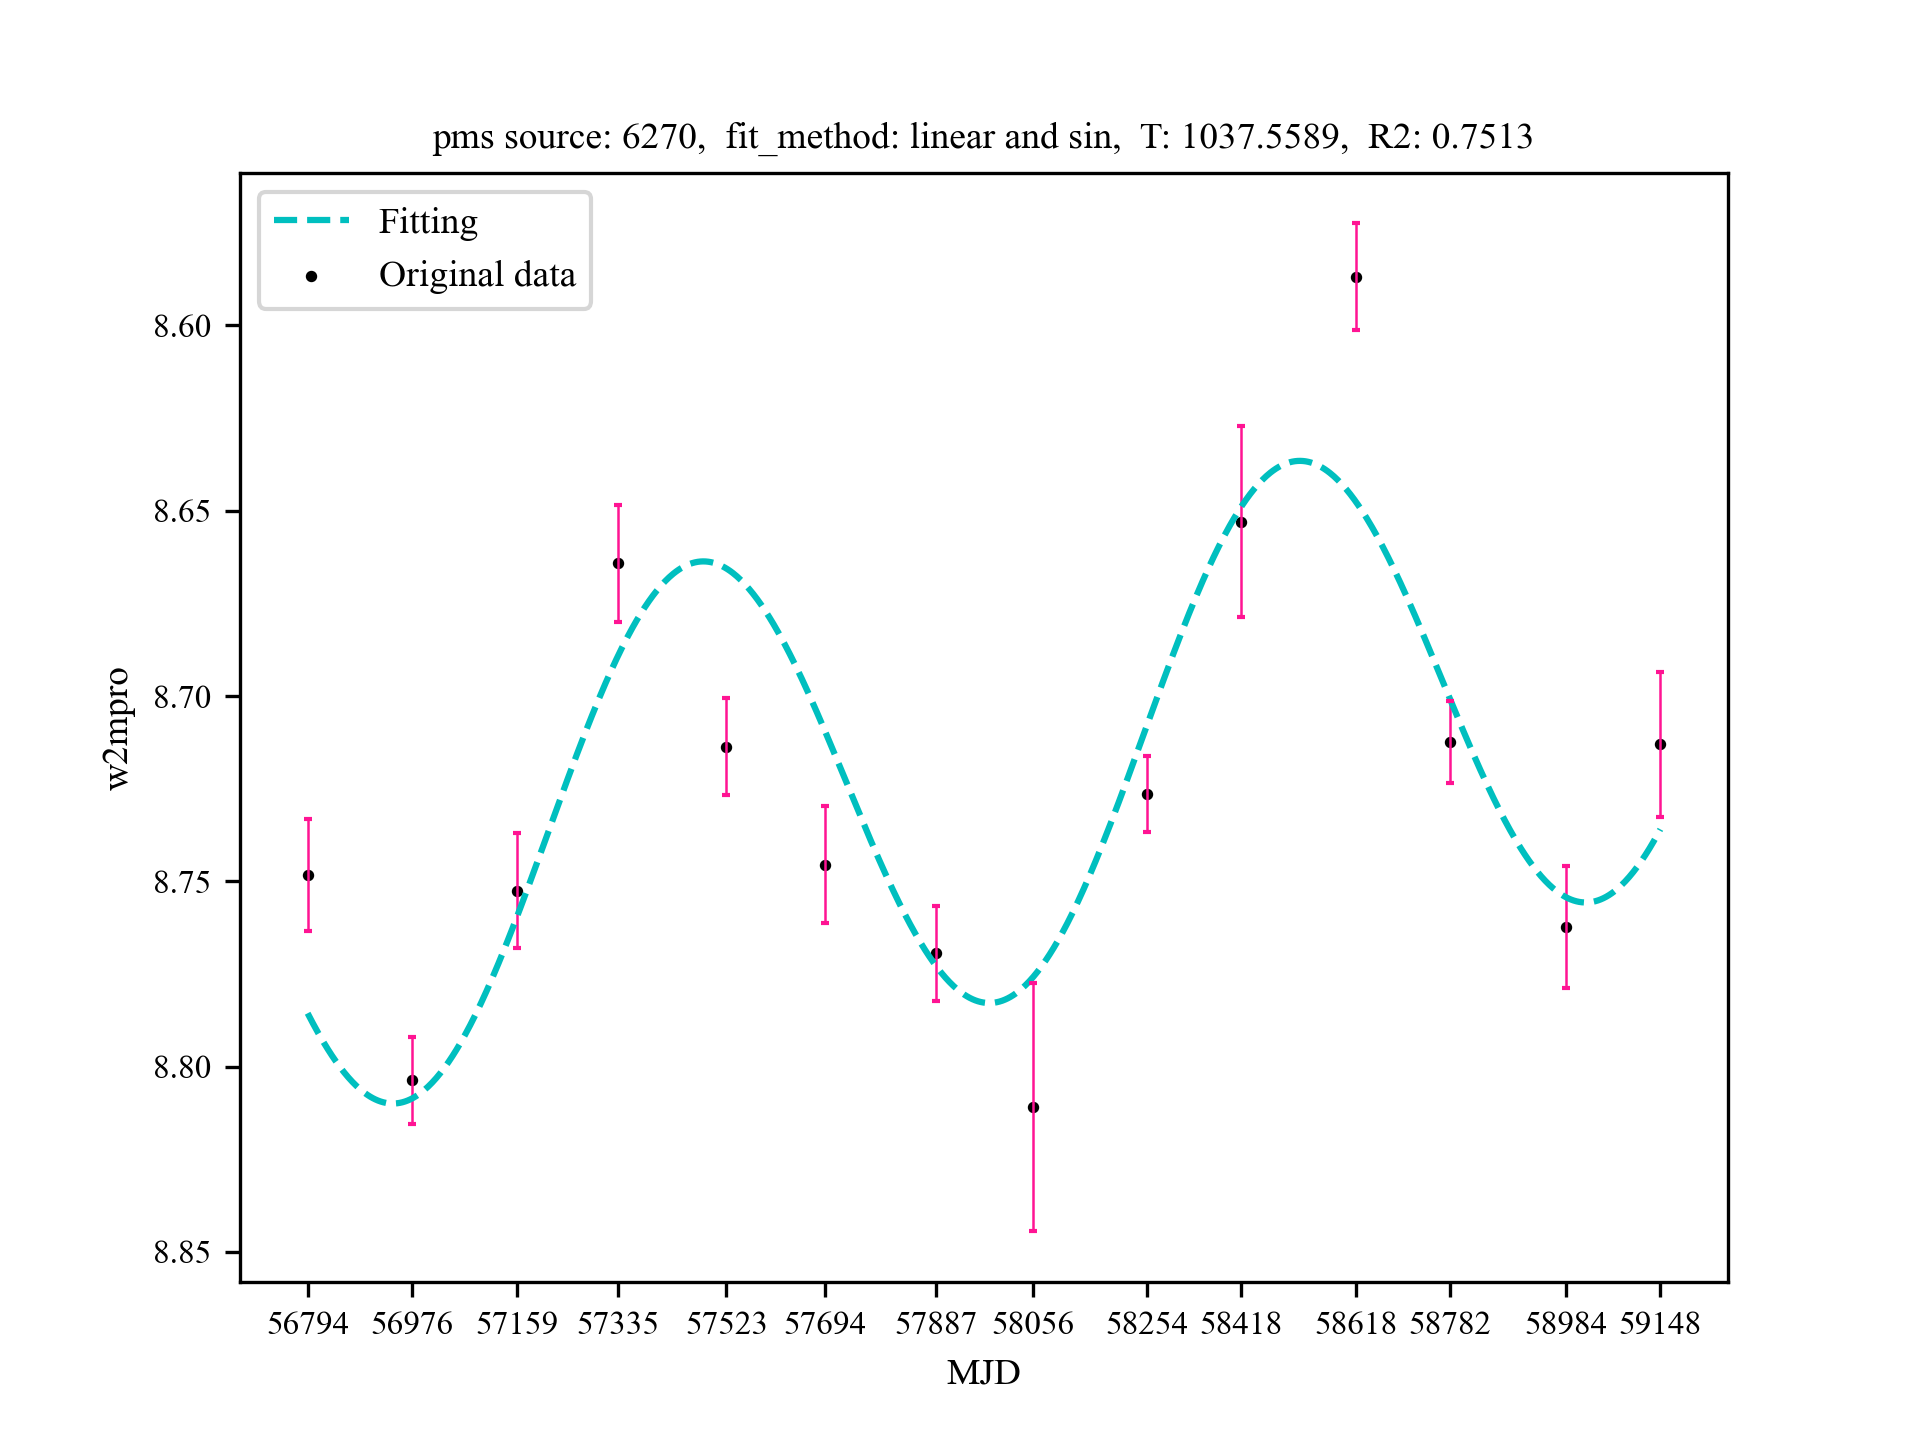 pms source: 6270,  fit_method: linear and sin,  T: 1037.5589,  R2: 0.7513
Fitting
Original data
8.60
8.65
8.70
8.75
8.80
8.85
w2mpro
56794 56976 57159 57335 57523 57694 57887 58056 58254 58418 58618 58782 58984 59148
MJD